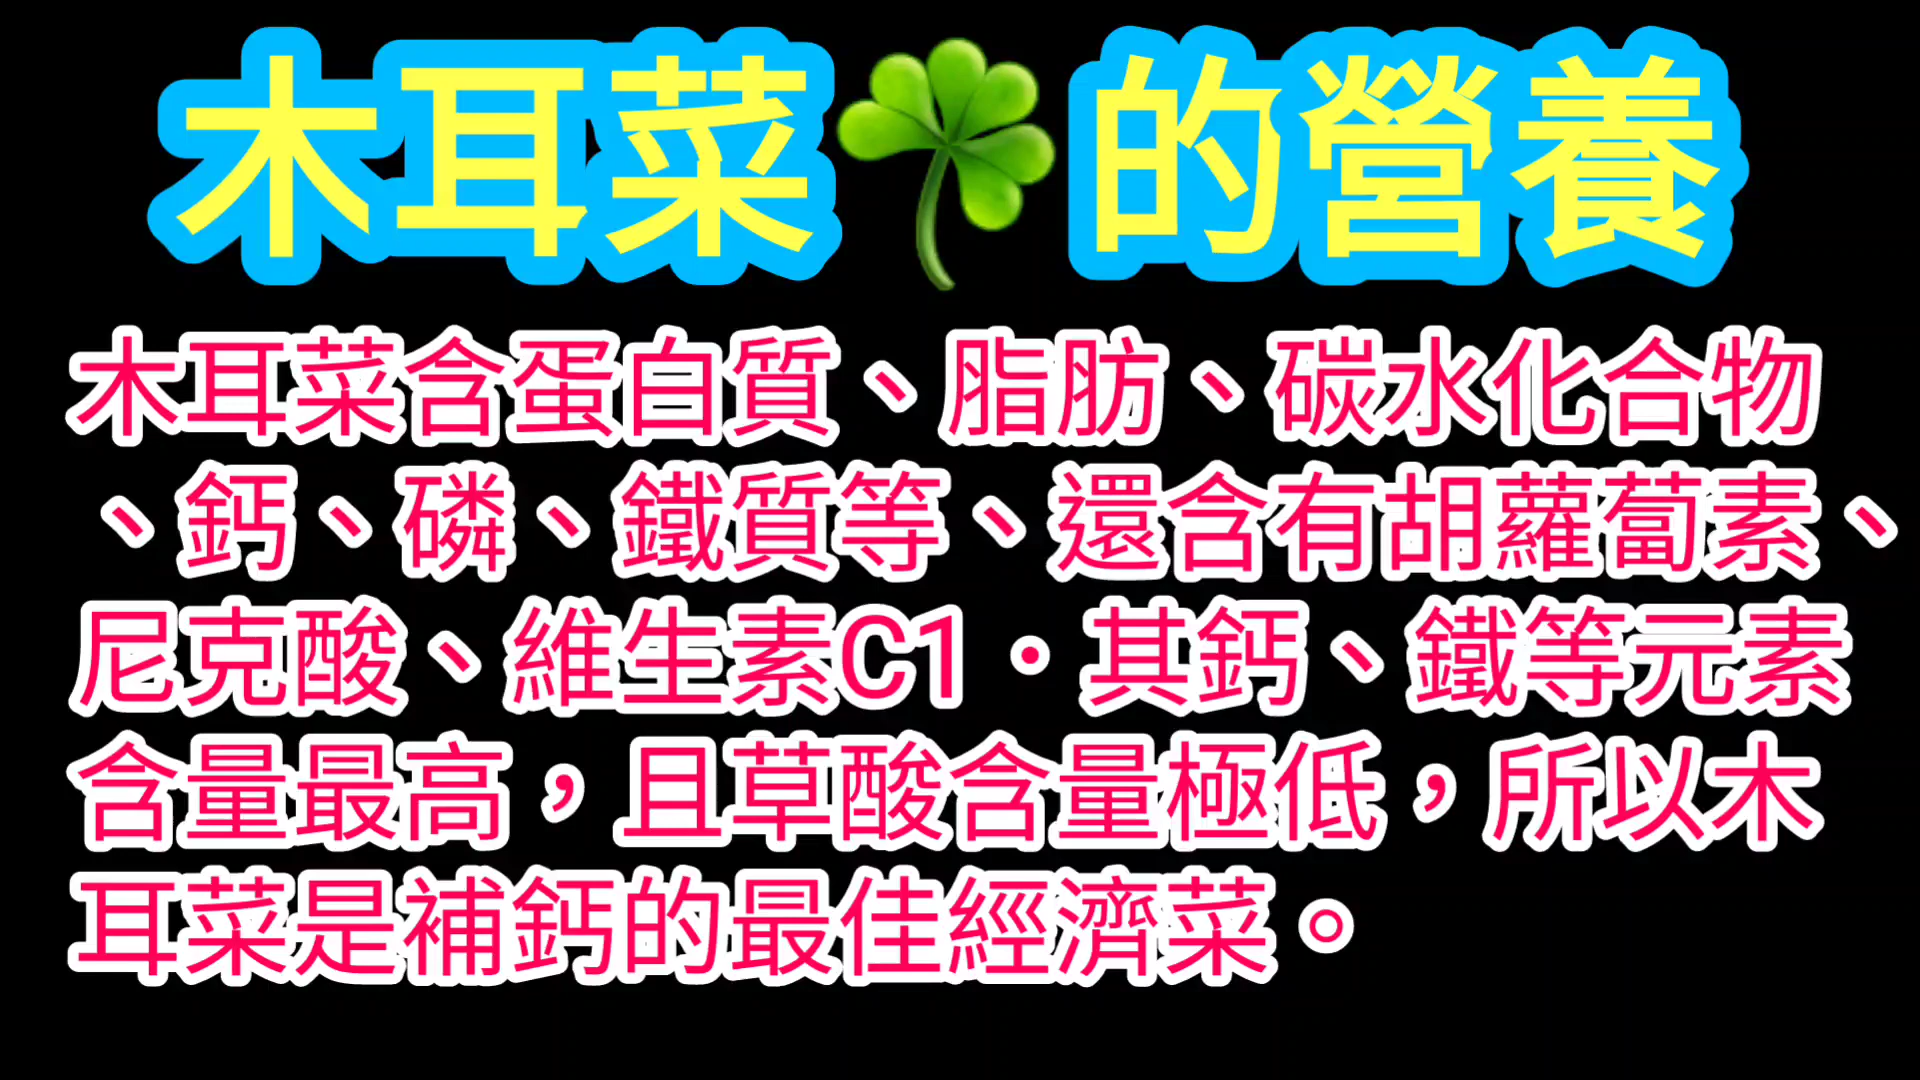 木耳菜☘的營養
木耳菜含蛋白質、脂肪、碳水化合物
、鈣、磷、鐵質等、還含有胡蘿蔔素、
尼克酸、維生素C1·其鈣、鐵等元素
含量最高，且草酸含量極低，所以木
耳菜是補鈣的最佳經濟菜。